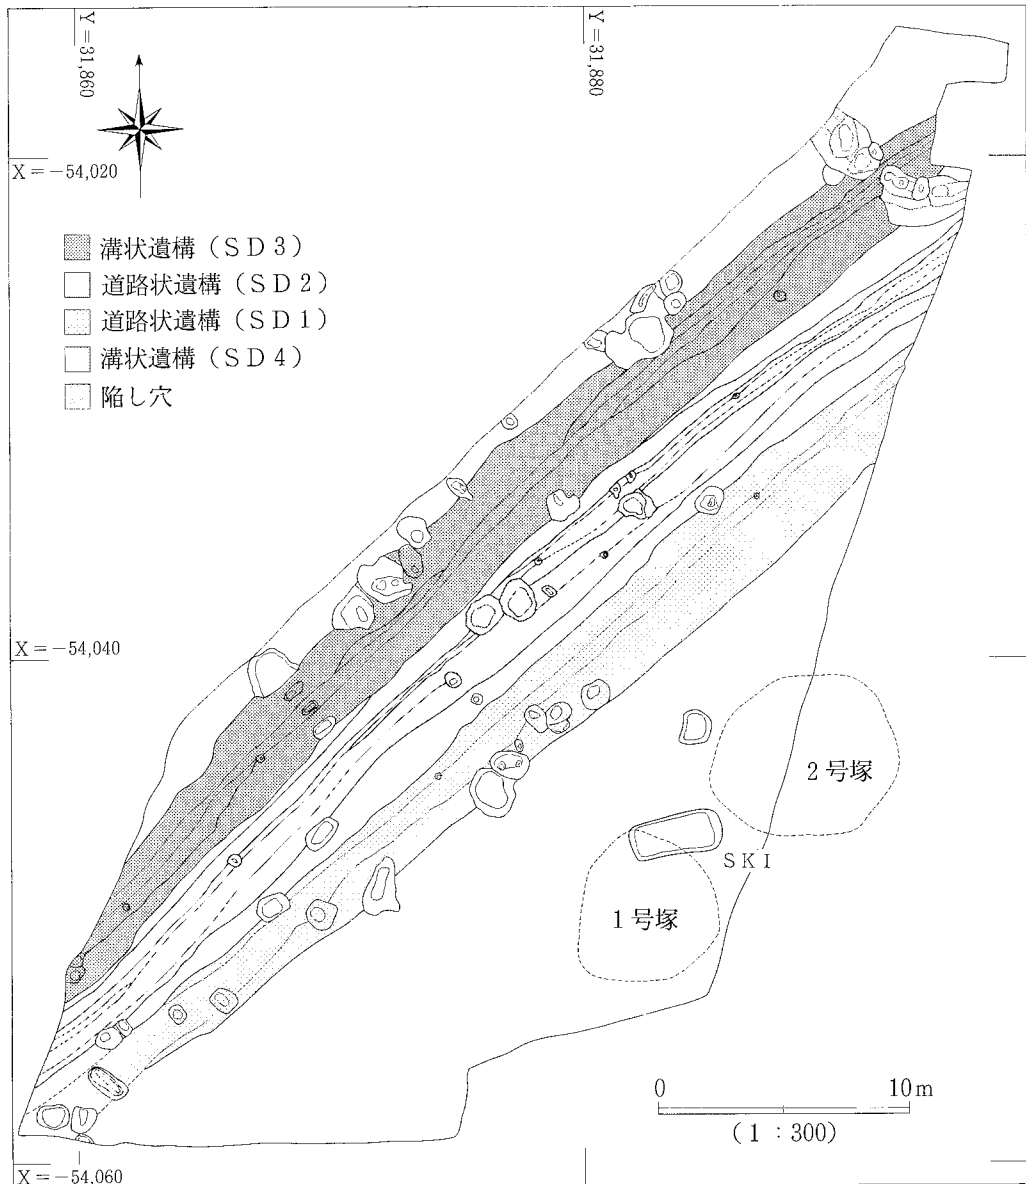 Y＝31,860
Y＝31,880
X＝−54,020
溝状遺構（ＳＤ３）
道路状遺構（ＳＤ２）
道路状遺構（ＳＤ１）
溝状遺構（ＳＤ４）
陥し穴
X＝−54,040
２号塚
ＳＫＩ
１号塚
0 10m
（1：300）
X＝−54,060